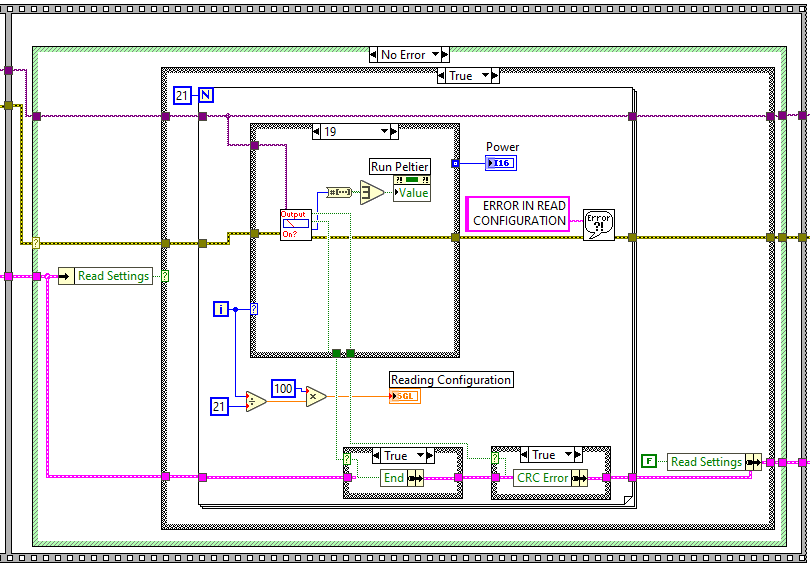 No Error
True
21
N
19
Power
I16
Run Peltier
?!
?!
Value
ERROR IN READ
CONFIGURATION
Error
?!
Output
On?
?
Read Settings
?
i
?
Reading Configuration
100
÷
×
SGL
21
?
True
?
True
End
CRC Error
F
Read Settings